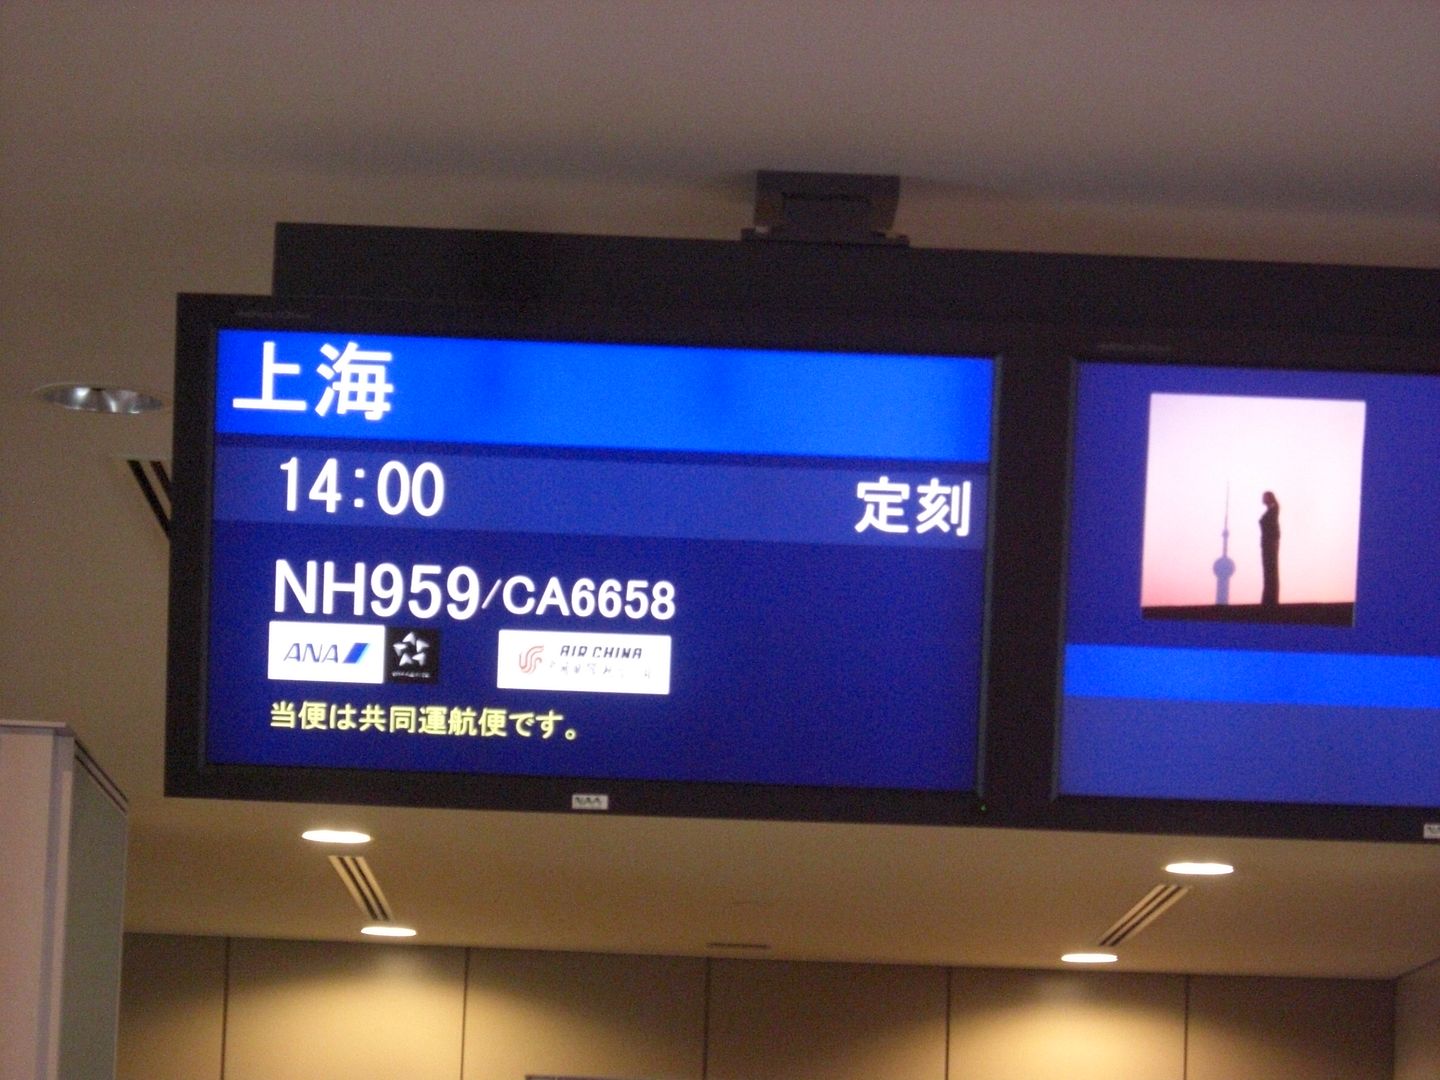 上海
14:00 定刻
NH959/CA6658
ANA AIR CHINA
当便は共同運航便です。
NAA